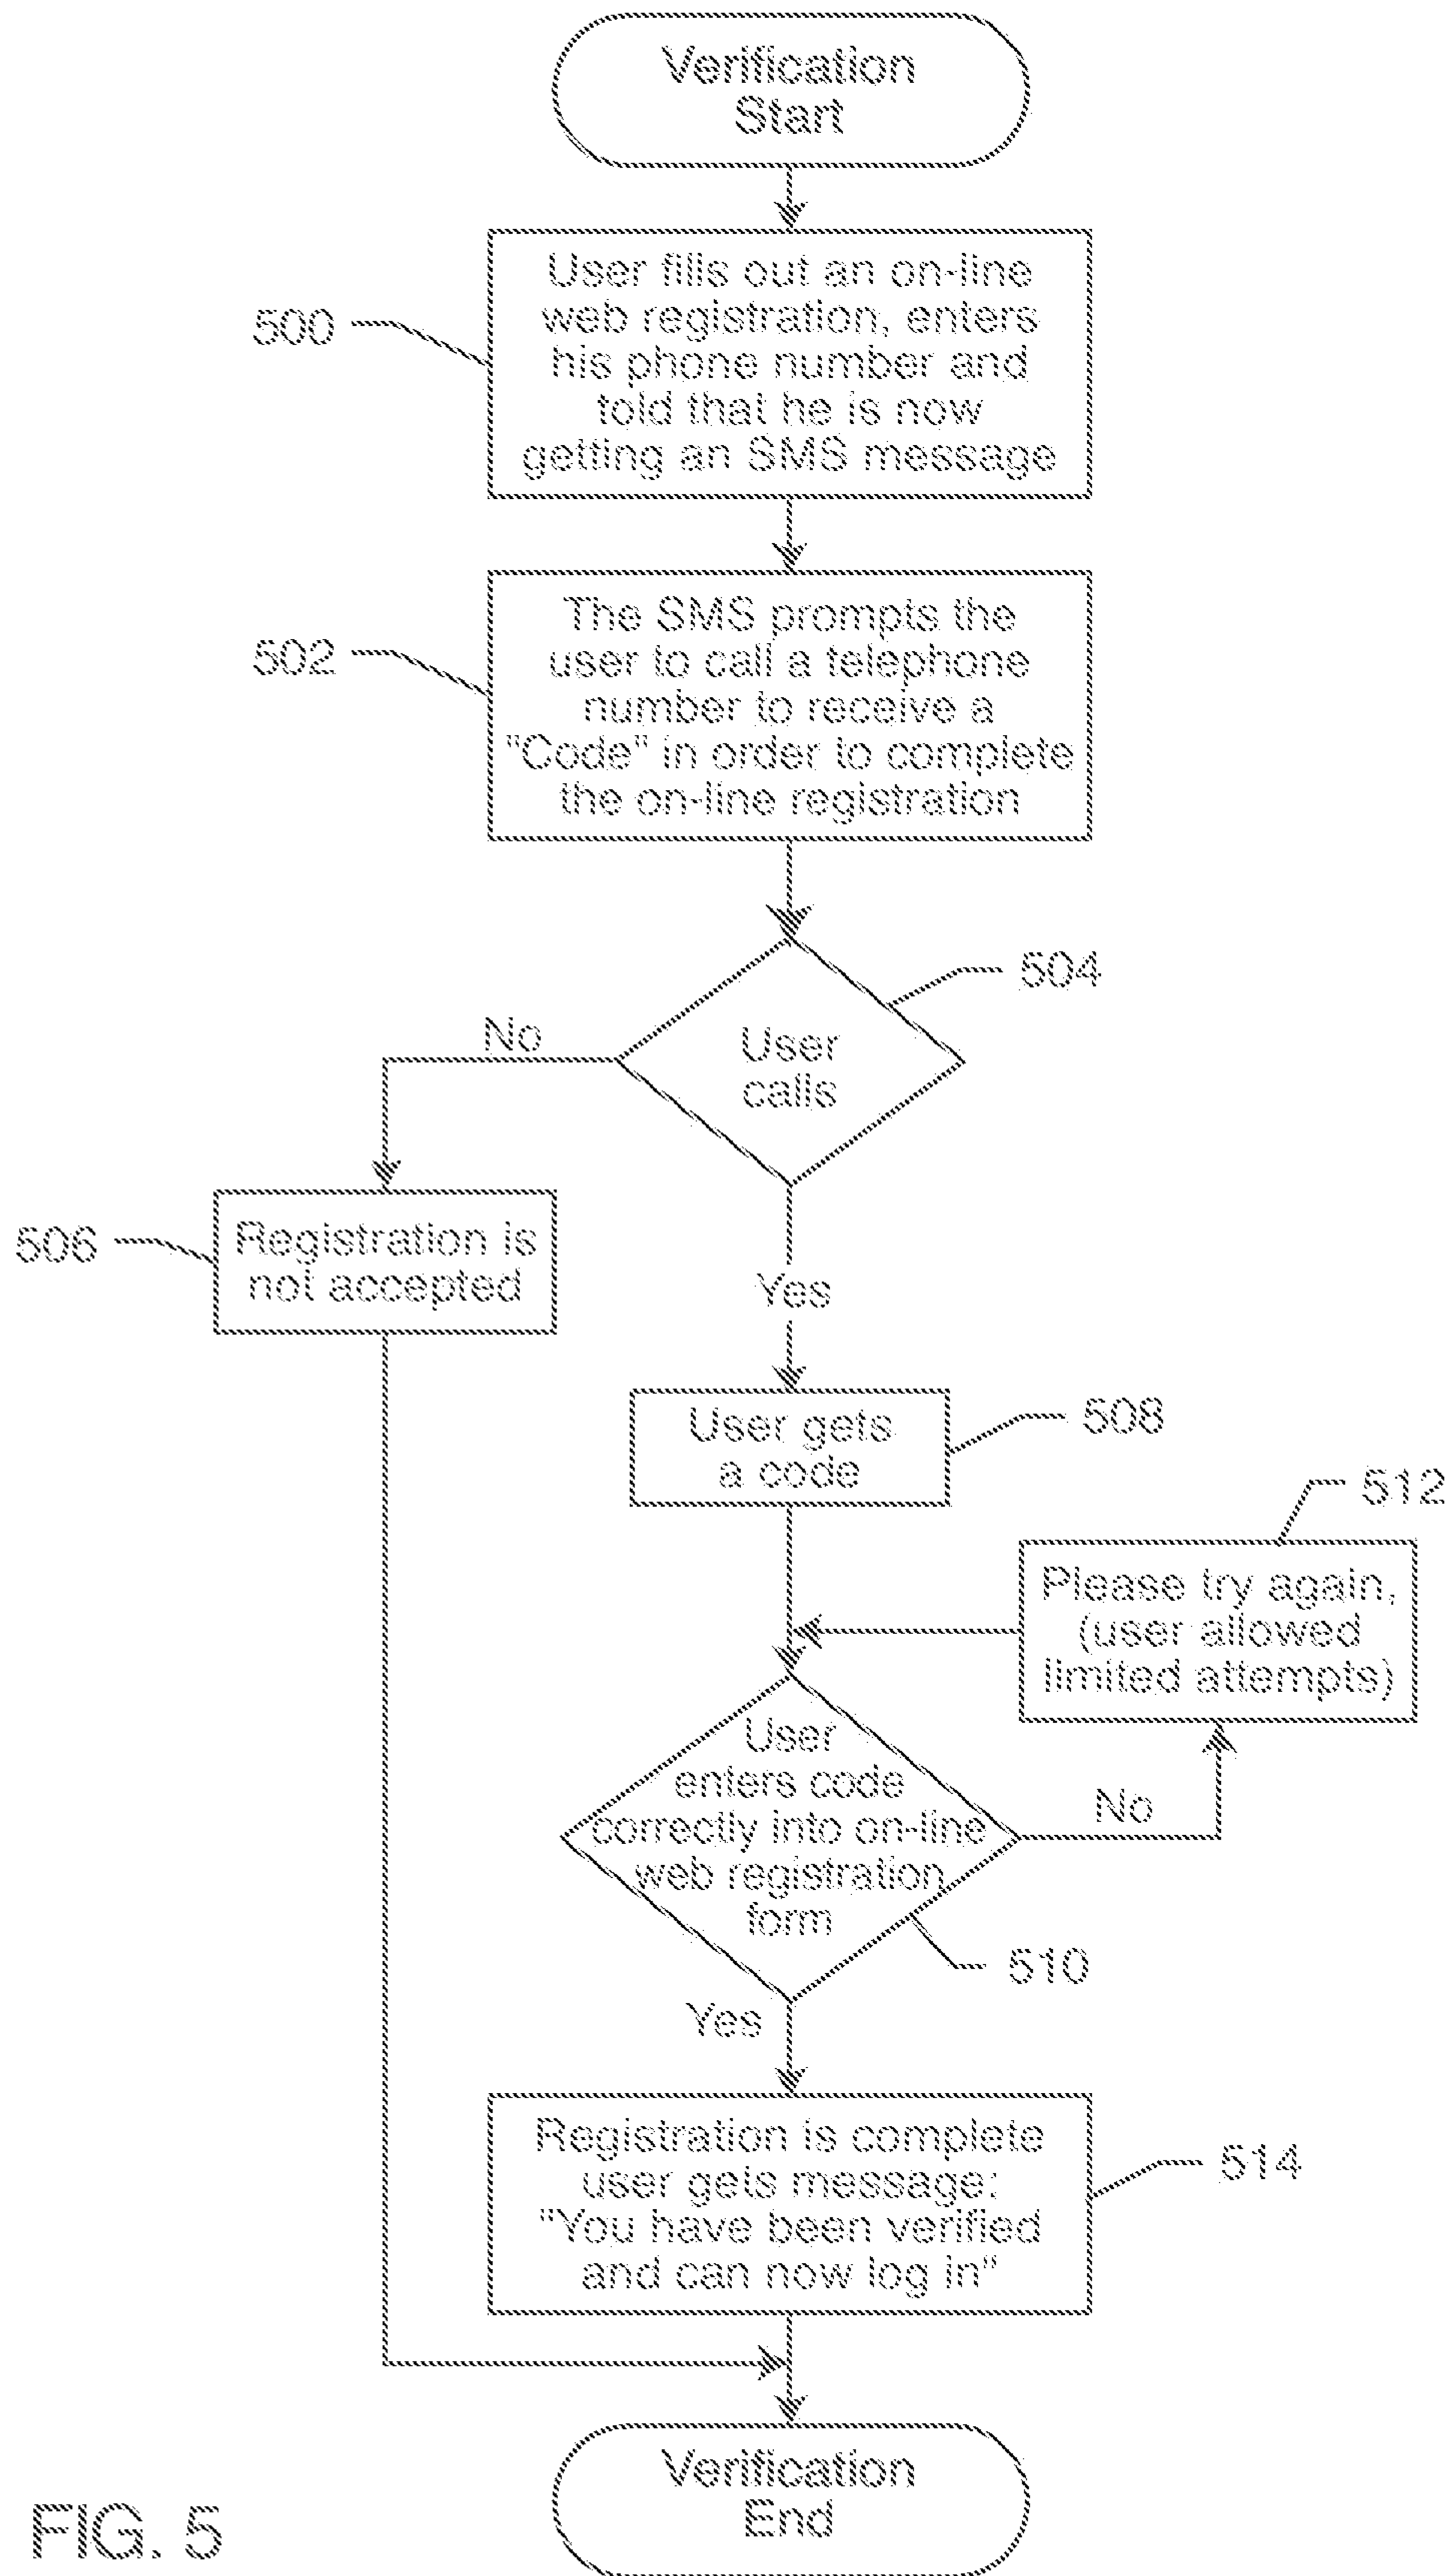 Verification
Start
500
User fills out an on-line
web registration, enters
his phone number and
told that he is now
getting an SMS message
502
The SMS prompts the
user to call a telephone
number to receive a
"Code" in order to complete
the on-line registration
504
No
User
calls
506
Registration is
not accepted
Yes
User gets
a code
508
512
Please try again,
(user allowed
limited attempts)
User
enters code
correctly into on-line
web registration
form
No
510
Yes
Registration is complete
user gets message:
"You have been verified
and can now log in"
514
Verification
End
FIG. 5